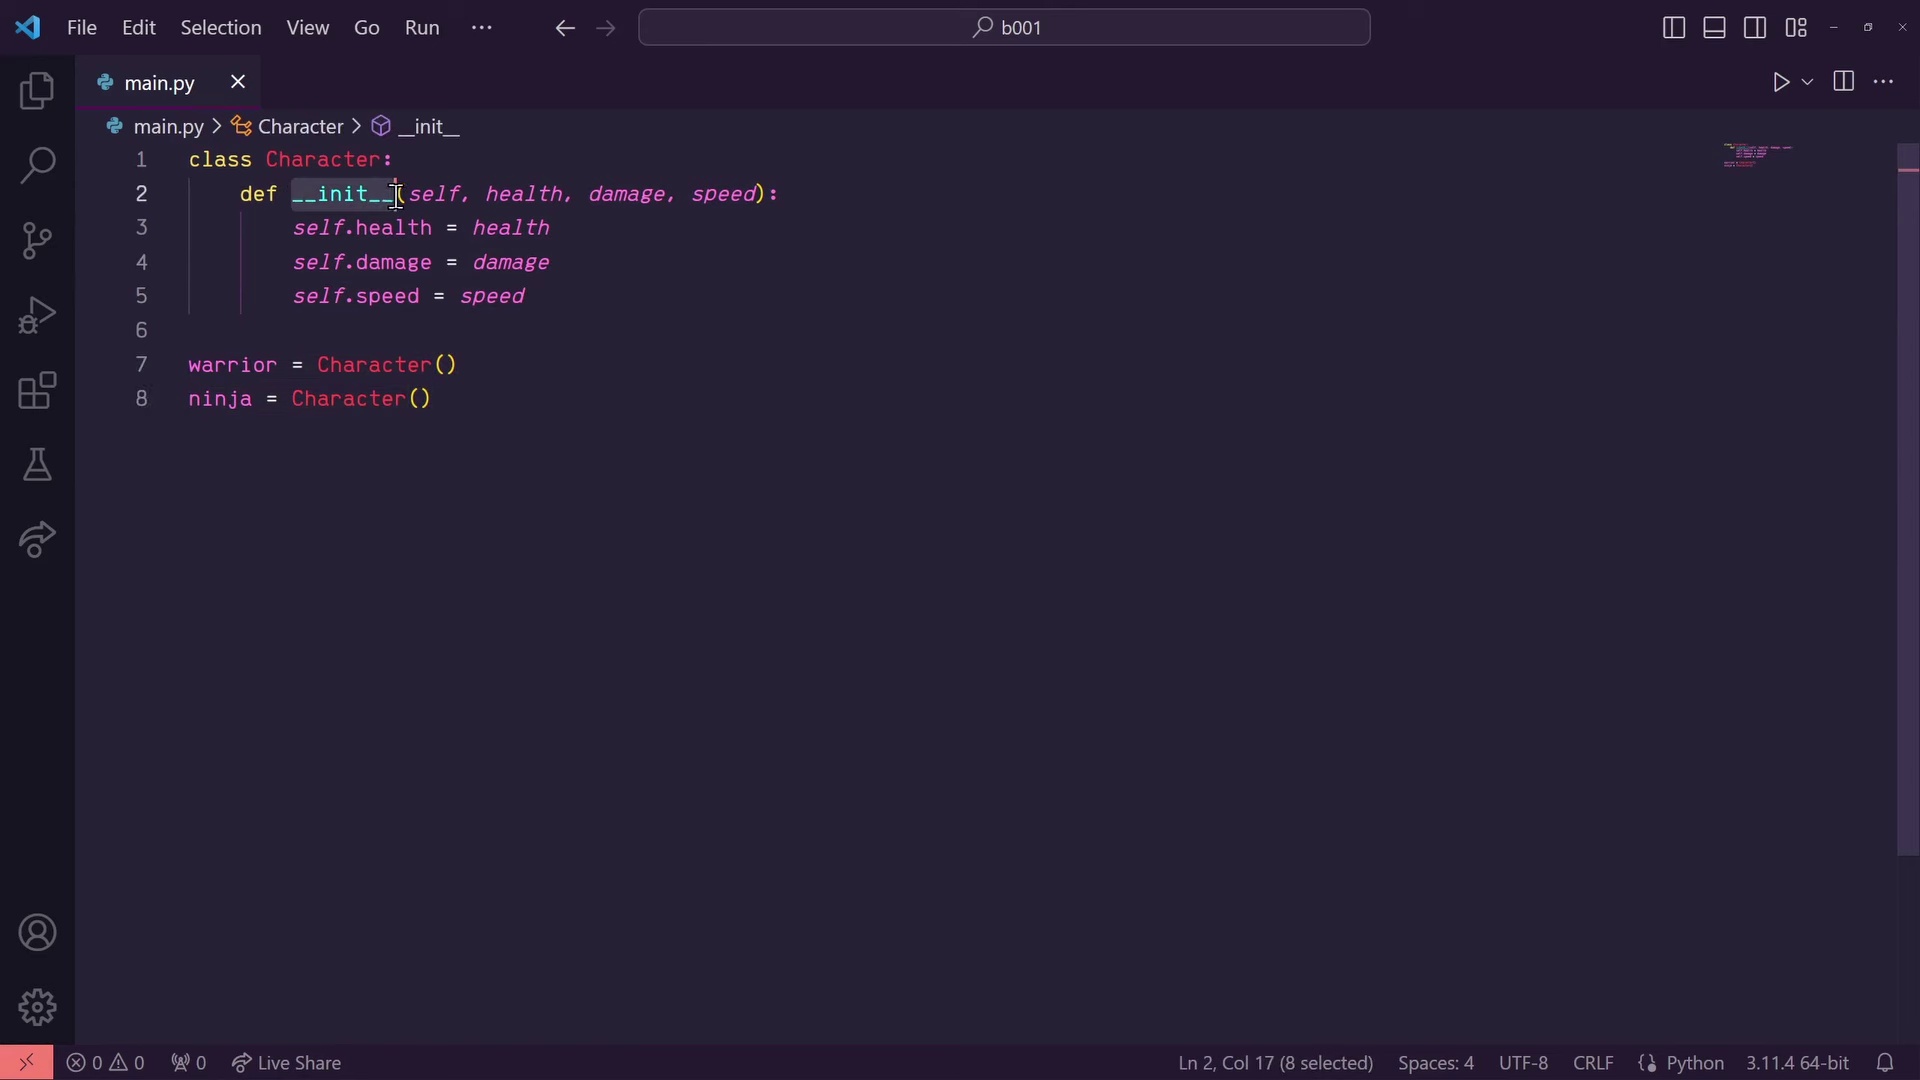 File Edit Selection View Go Run ··· b001
main.py
main.py > Character > __init__
1 class Character:
2     def __init__(self, health, damage, speed):
3         self.health = health
4         self.damage = damage
5         self.speed = speed
6
7 warrior = Character()
8 ninja = Character()
0 0 0 Live Share Ln 2, Col 17 (8 selected) Spaces: 4 UTF-8 CRLF {} Python 3.11.4 64-bit